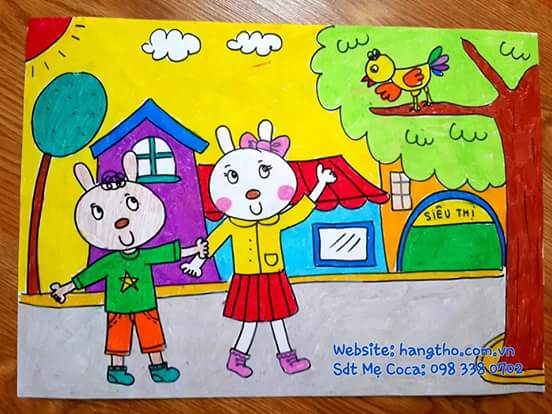 SIÊU THỊ
Website: hangtho.com.vn
Sdt Mẹ Coca: 098 338 0702